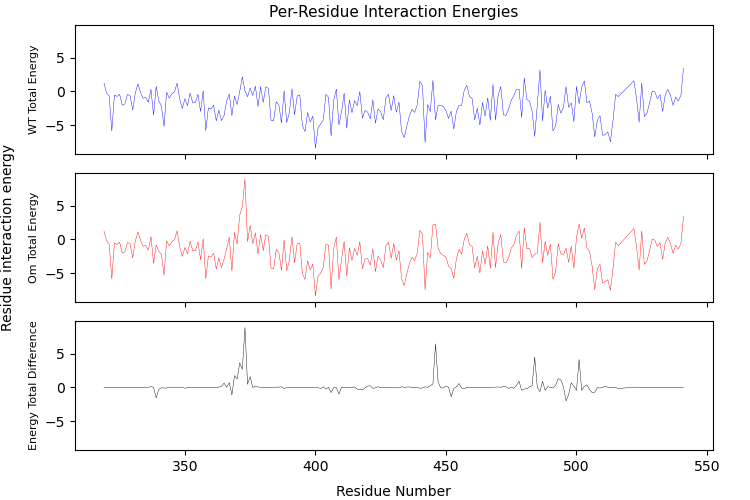 Per-Residue Interaction Energies
Residue interaction energy
WT Total Energy
5
0
−5
Om Total Energy
5
0
−5
Energy Total Difference
5
0
−5
350
400
450
500
550
Residue Number